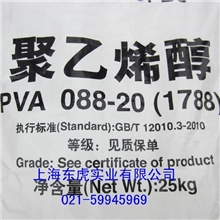 聚乙烯醇
PVA 088-20 (1788)
执行标准(Standard):GB/T 12010.3-2010
等级：见质保单
Grade: See certificate of product
上海东虎实业有限公司
净含量(Net Wt.): 25kg
021-59945969